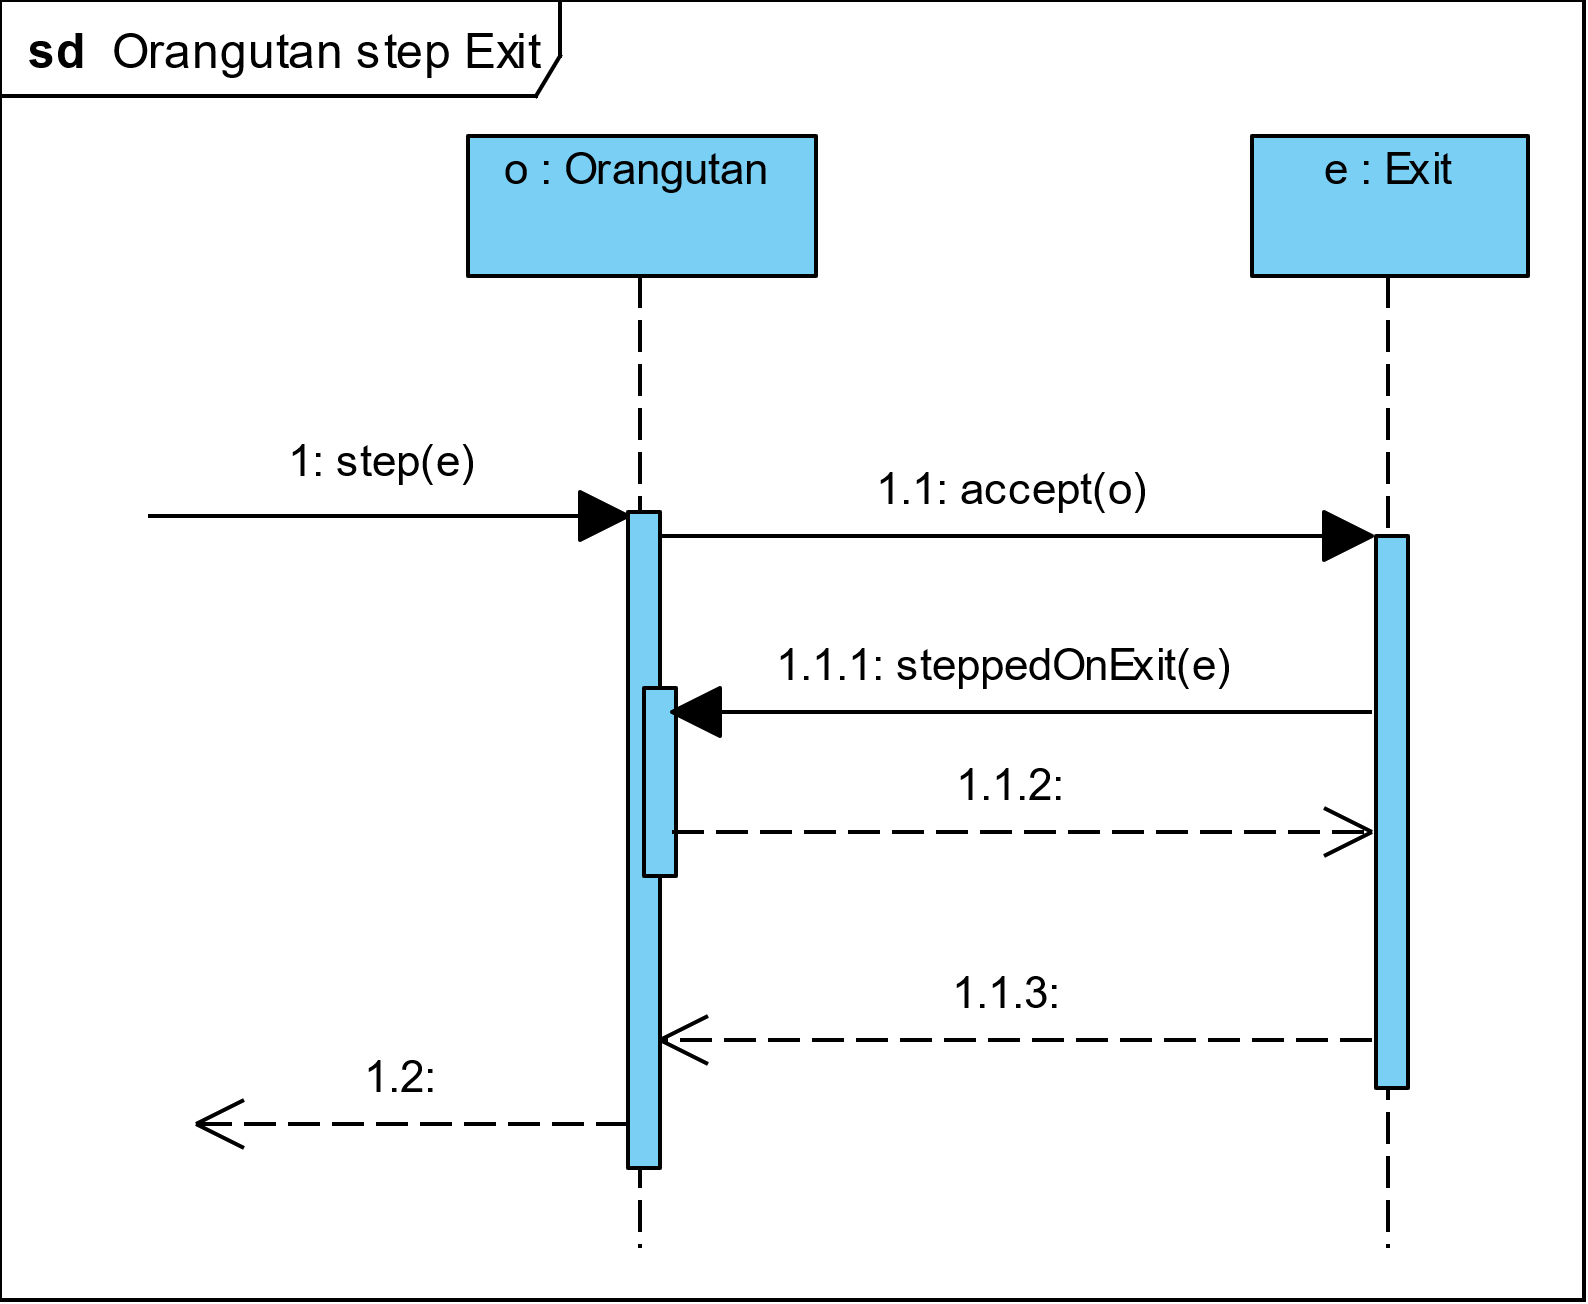 sd Orangutan step Exit
o : Orangutan
e : Exit
1: step(e)
1.1: accept(o)
1.1.1: steppedOnExit(e)
1.1.2:
1.1.3:
1.2: